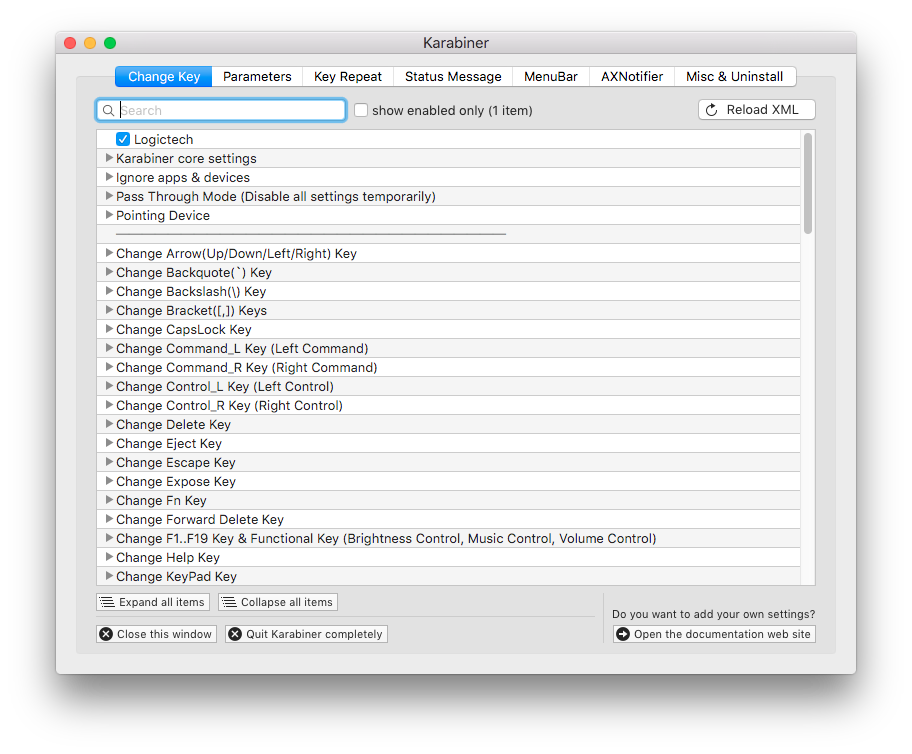 Karabiner
Change Key Parameters Key Repeat Status Message MenuBar AXNotifier Misc & Uninstall
Search show enabled only (1 item) Reload XML
Logictech
Karabiner core settings
Ignore apps & devices
Pass Through Mode (Disable all settings temporarily)
Pointing Device
Change Arrow(Up/Down/Left/Right) Key
Change Backquote(`) Key
Change Backslash(\) Key
Change Bracket([,]) Keys
Change CapsLock Key
Change Command_L Key (Left Command)
Change Command_R Key (Right Command)
Change Control_L Key (Left Control)
Change Control_R Key (Right Control)
Change Delete Key
Change Eject Key
Change Escape Key
Change Expose Key
Change Fn Key
Change Forward Delete Key
Change F1..F19 Key & Functional Key (Brightness Control, Music Control, Volume Control)
Change Help Key
Change KeyPad Key
Expand all items Collapse all items
Do you want to add your own settings?
Close this window Quit Karabiner completely Open the documentation web site